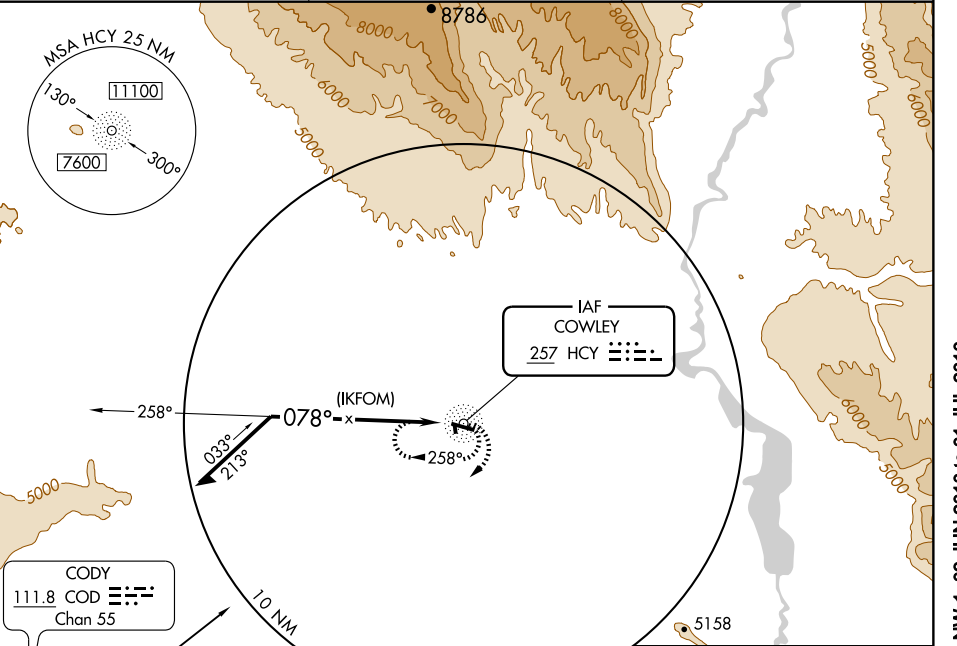 8786
8000
8000
7000
6000
5000
5000
6000
MSA HCY 25 NM
130°
11100
7600
300°
IAF
COWLEY
257 HCY
258°
078°
(IKFOM)
x
258°
033°
213°
6000
5000
5000
CODY
111.8 COD
Chan 55
10 NM
5158